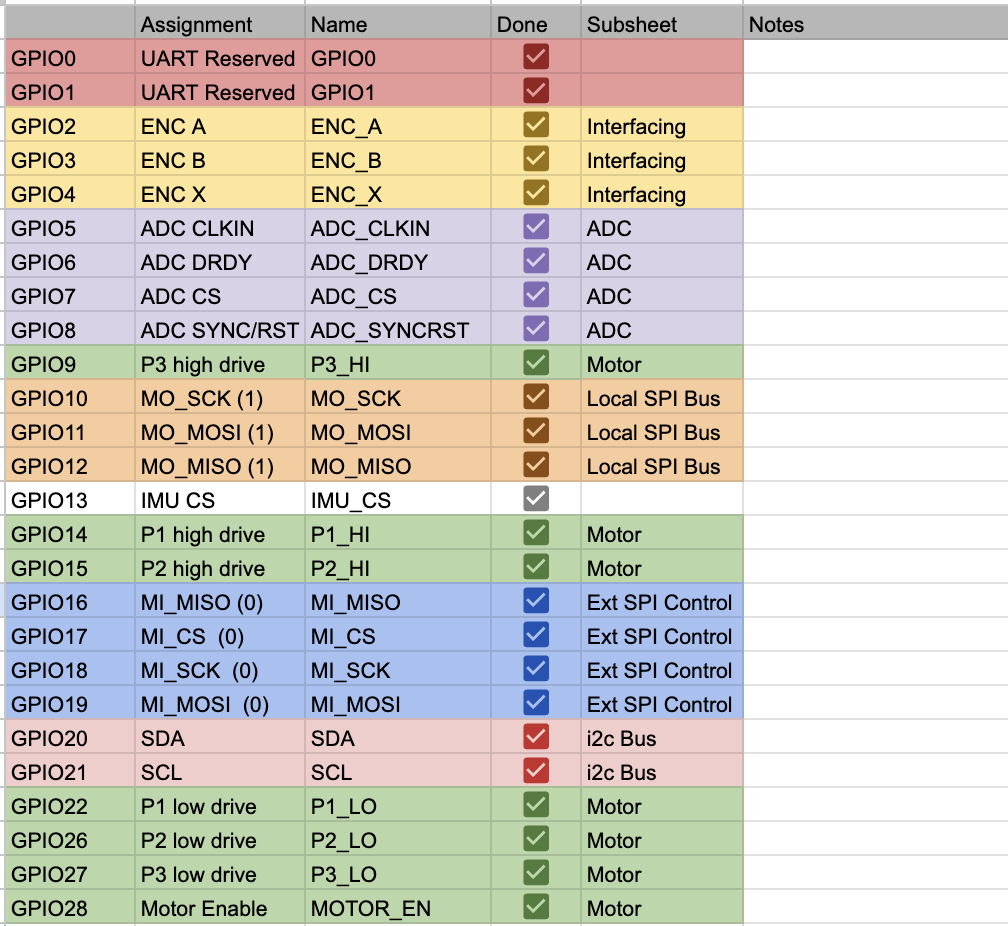 Assignment Name Done Subsheet Notes
GPIO0 UART Reserved GPIO0
GPIO1 UART Reserved GPIO1
GPIO2 ENC A ENC_A Interfacing
GPIO3 ENC B ENC_B Interfacing
GPIO4 ENC X ENC_X Interfacing
GPIO5 ADC CLKIN ADC_CLKIN ADC
GPIO6 ADC DRDY ADC_DRDY ADC
GPIO7 ADC CS ADC_CS ADC
GPIO8 ADC SYNC/RST ADC_SYNCRST ADC
GPIO9 P3 high drive P3_HI Motor
GPIO10 MO_SCK (1) MO_SCK Local SPI Bus
GPIO11 MO_MOSI (1) MO_MOSI Local SPI Bus
GPIO12 MO_MISO (1) MO_MISO Local SPI Bus
GPIO13 IMU CS IMU_CS
GPIO14 P1 high drive P1_HI Motor
GPIO15 P2 high drive P2_HI Motor
GPIO16 MI_MISO (0) MI_MISO Ext SPI Control
GPIO17 MI_CS (0) MI_CS Ext SPI Control
GPIO18 MI_SCK (0) MI_SCK Ext SPI Control
GPIO19 MI_MOSI (0) MI_MOSI Ext SPI Control
GPIO20 SDA SDA i2c Bus
GPIO21 SCL SCL i2c Bus
GPIO22 P1 low drive P1_LO Motor
GPIO26 P2 low drive P2_LO Motor
GPIO27 P3 low drive P3_LO Motor
GPIO28 Motor Enable MOTOR_EN Motor